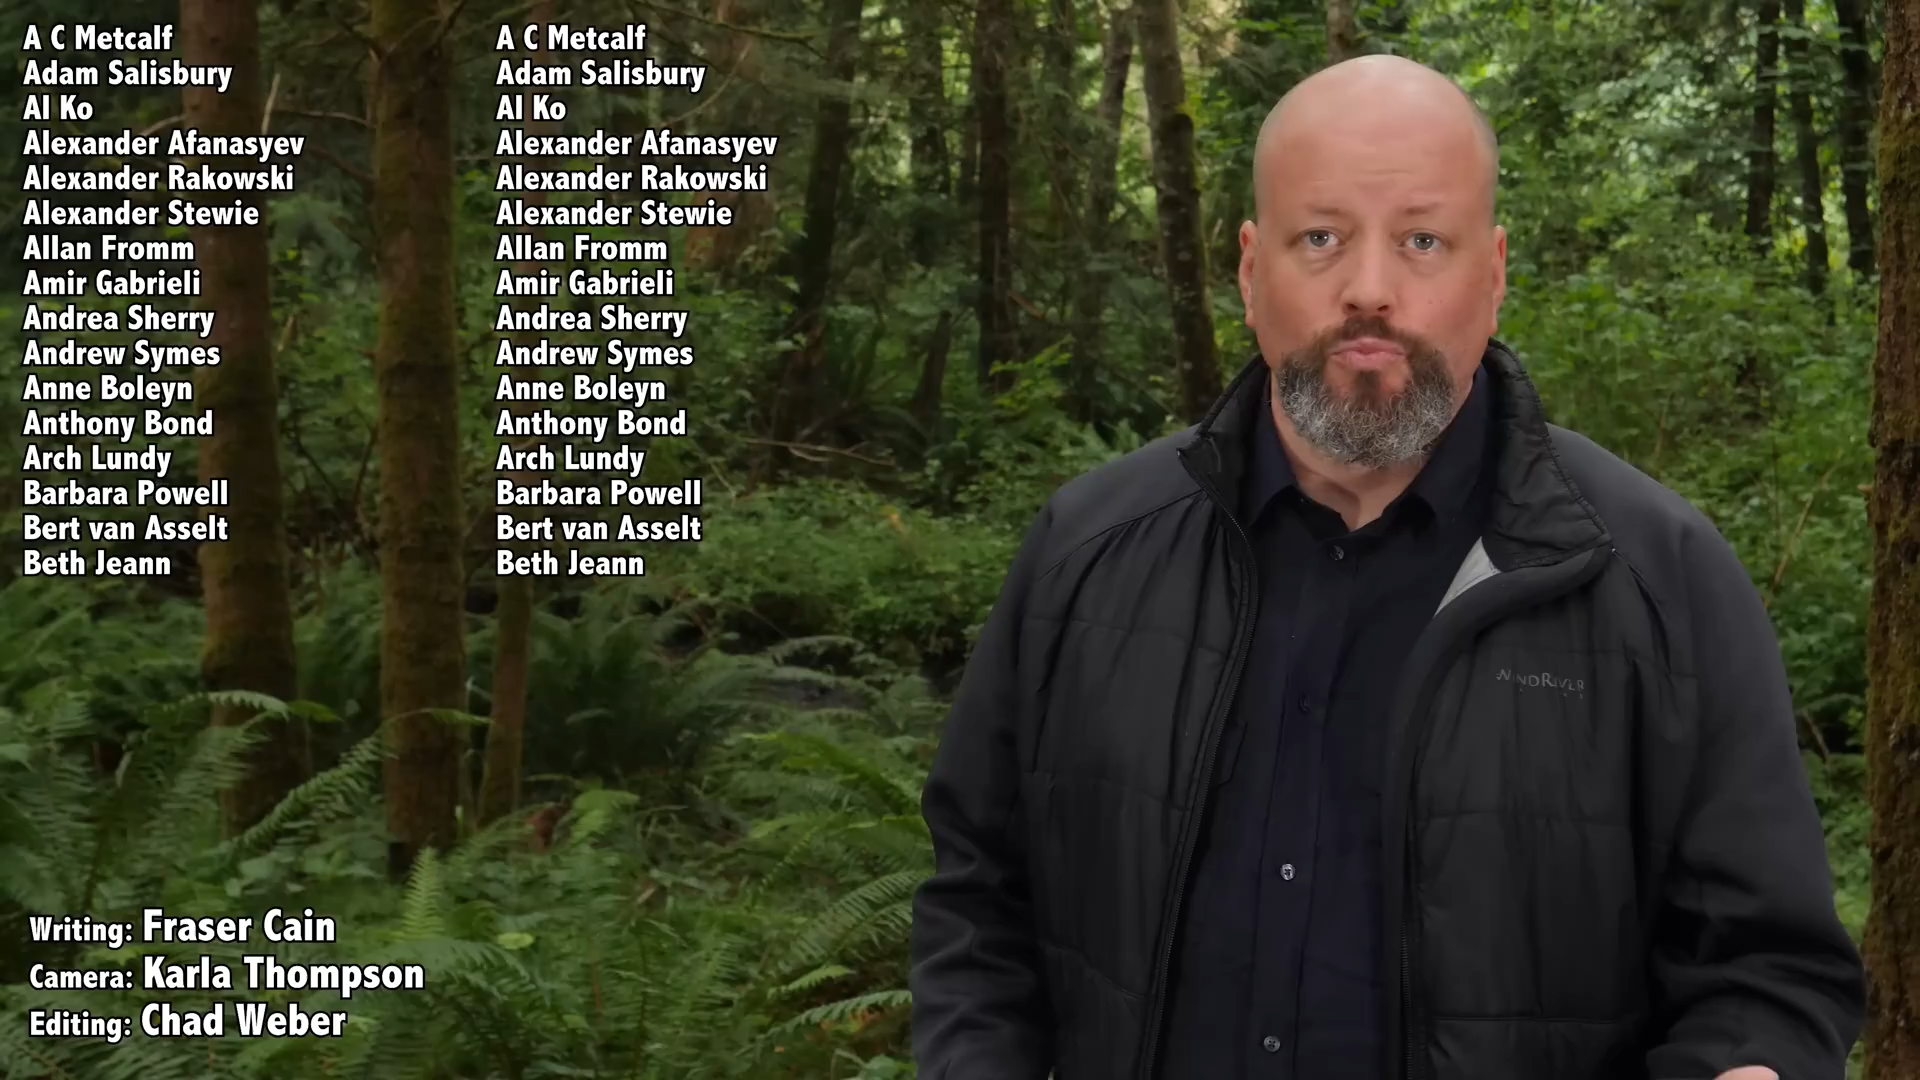 A C Metcalf
Adam Salisbury
Al Ko
Alexander Afanasyev
Alexander Rakowski
Alexander Stewie
Allan Fromm
Amir Gabrieli
Andrea Sherry
Andrew Symes
Anne Boleyn
Anthony Bond
Arch Lundy
Barbara Powell
Bert van Asselt
Beth Jeann
A C Metcalf
Adam Salisbury
Al Ko
Alexander Afanasyev
Alexander Rakowski
Alexander Stewie
Allan Fromm
Amir Gabrieli
Andrea Sherry
Andrew Symes
Anne Boleyn
Anthony Bond
Arch Lundy
Barbara Powell
Bert van Asselt
Beth Jeann
Writing: Fraser Cain
Camera: Karla Thompson
Editing: Chad Weber
WINDRIVER